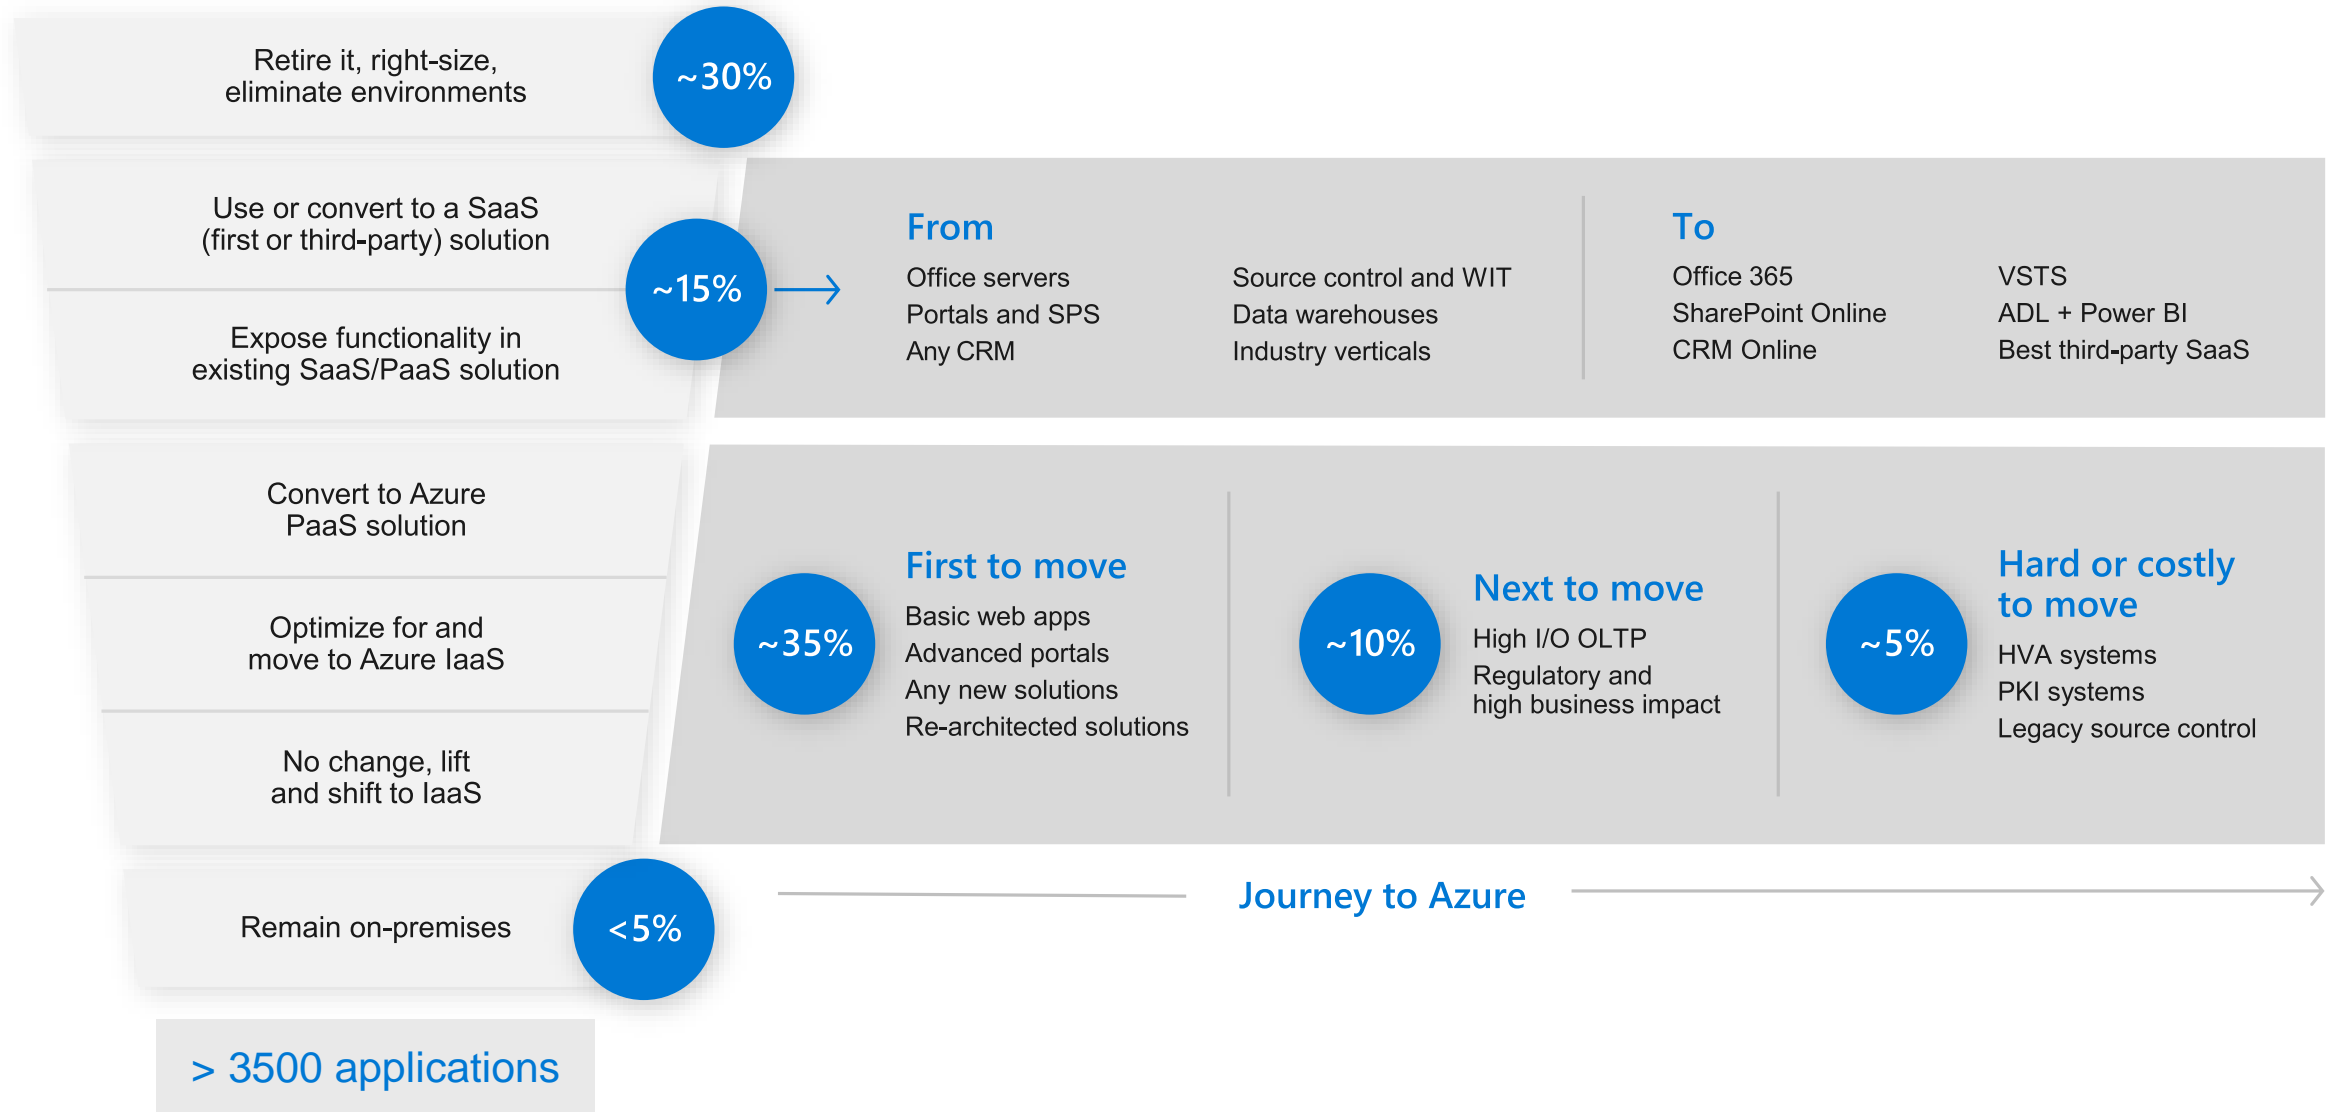 Retire it, right-size,
eliminate environments
~30%
Use or convert to a SaaS
(first or third-party) solution
Expose functionality in
existing SaaS/PaaS solution
~15%
From
Office servers
Portals and SPS
Any CRM
Source control and WIT
Data warehouses
Industry verticals
To
Office 365
SharePoint Online
CRM Online
VSTS
ADL + Power BI
Best third-party SaaS
Convert to Azure
PaaS solution
Optimize for and
move to Azure IaaS
No change, lift
and shift to IaaS
~35%
First to move
Basic web apps
Advanced portals
Any new solutions
Re-architected solutions
~10%
Next to move
High I/O OLTP
Regulatory and
high business impact
~5%
Hard or costly
to move
HVA systems
PKI systems
Legacy source control
Remain on-premises
<5%
Journey to Azure
> 3500 applications